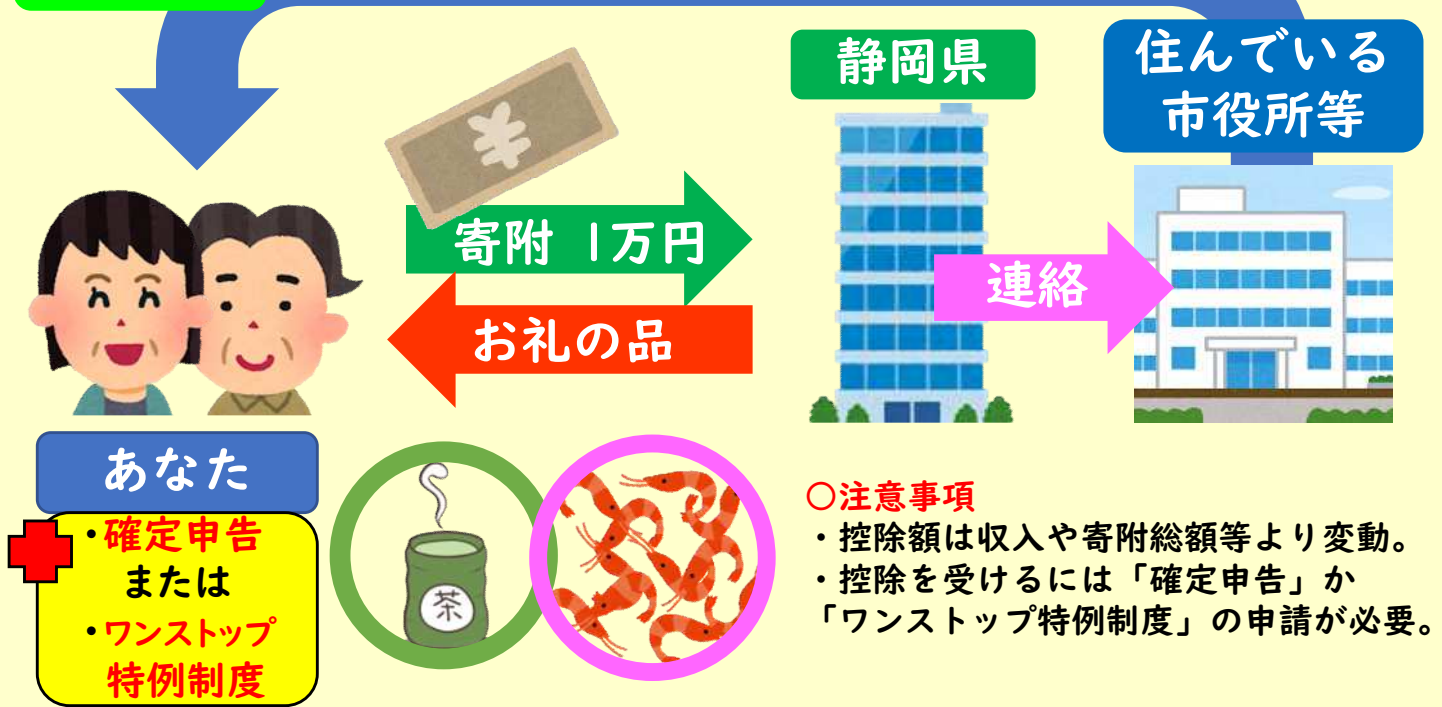 静岡県
住んでいる
市役所等
¥
寄附 1万円
連絡
お礼の品
あなた
・確定申告
または
・ワンストップ
特例制度
茶
〇注意事項
・控除額は収入や寄附総額等より変動。
・控除を受けるには「確定申告」か
「ワンストップ特例制度」の申請が必要。